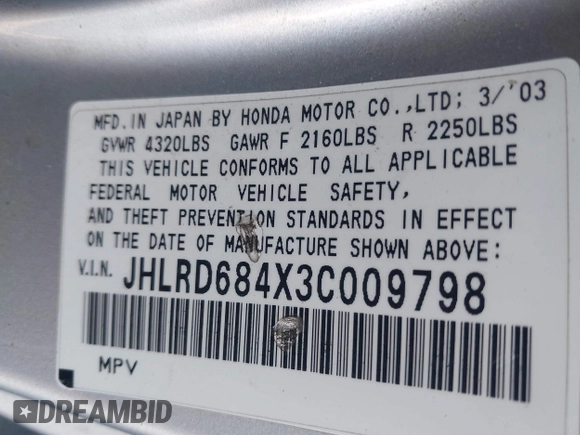 MFD. IN JAPAN BY HONDA MOTOR CO.,LTD; 3/'03
GVWR 4320LBS GAWR F 2160LBS R 2250LBS
THIS VEHICLE CONFORMS TO ALL APPLICABLE
FEDERAL MOTOR VEHICLE SAFETY,
AND THEFT PREVENTION STANDARDS IN EFFECT
ON THE DATE OF MANUFACTURE SHOWN ABOVE:
V.I.N. JHLRD684X3C009798
MPV
DREAMBID